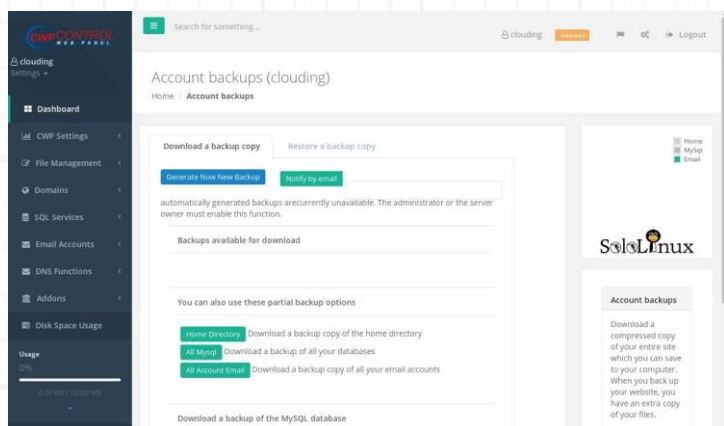 CWP CONTROL
WEB PANEL
clouding
Settings
Dashboard
CWP Settings
File Management
Domains
SQL Services
Email Accounts
DNS Functions
Addons
Disk Space Usage
Usage
0%
Search for something...
clouding
Logout
Account backups (clouding)
Home / Account backups
Download a backup copy
Restore a backup copy
Generate Now New Backup
Notify by email
automatically generated backups arecurrently unavailable. The administrator or the server
owner must enable this function.
Backups available for download
You can also use these partial backup options
Home Directory Download a backup copy of the home directory
All Mysql Download a backup of all your databases
All Account Email Download a backup copy of all your email accounts
Download a backup of the MySQL database
Home
MySql
Email
SoloLinux
Account backups
Download a
compressed copy
of your entire site
which you can save
to your computer.
When you back up
your website, you
have an extra copy
of your files.